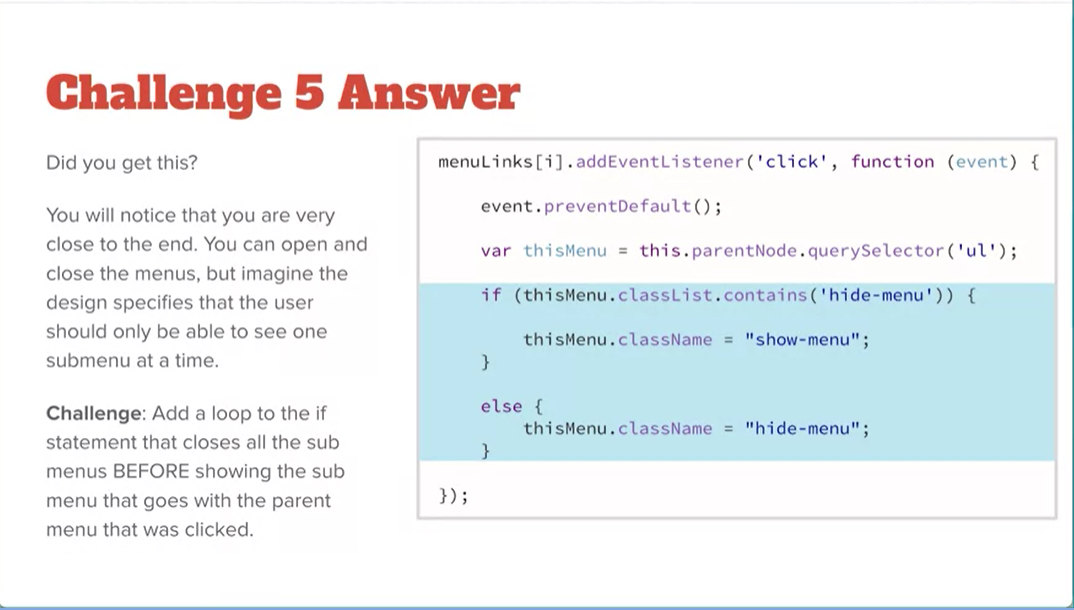 Challenge 5 Answer
Did you get this?
You will notice that you are very
close to the end. You can open and
close the menus, but imagine the
design specifies that the user
should only be able to see one
submenu at a time.
Challenge: Add a loop to the if
statement that closes all the sub
menus BEFORE showing the sub
menu that goes with the parent
menu that was clicked.
menuLinks[i].addEventListener('click', function (event) {
event.preventDefault();
var thisMenu = this.parentNode.querySelector('ul');
if (thisMenu.classList.contains('hide-menu')) {
thisMenu.className = "show-menu";
}
else {
thisMenu.className = "hide-menu";
}
});